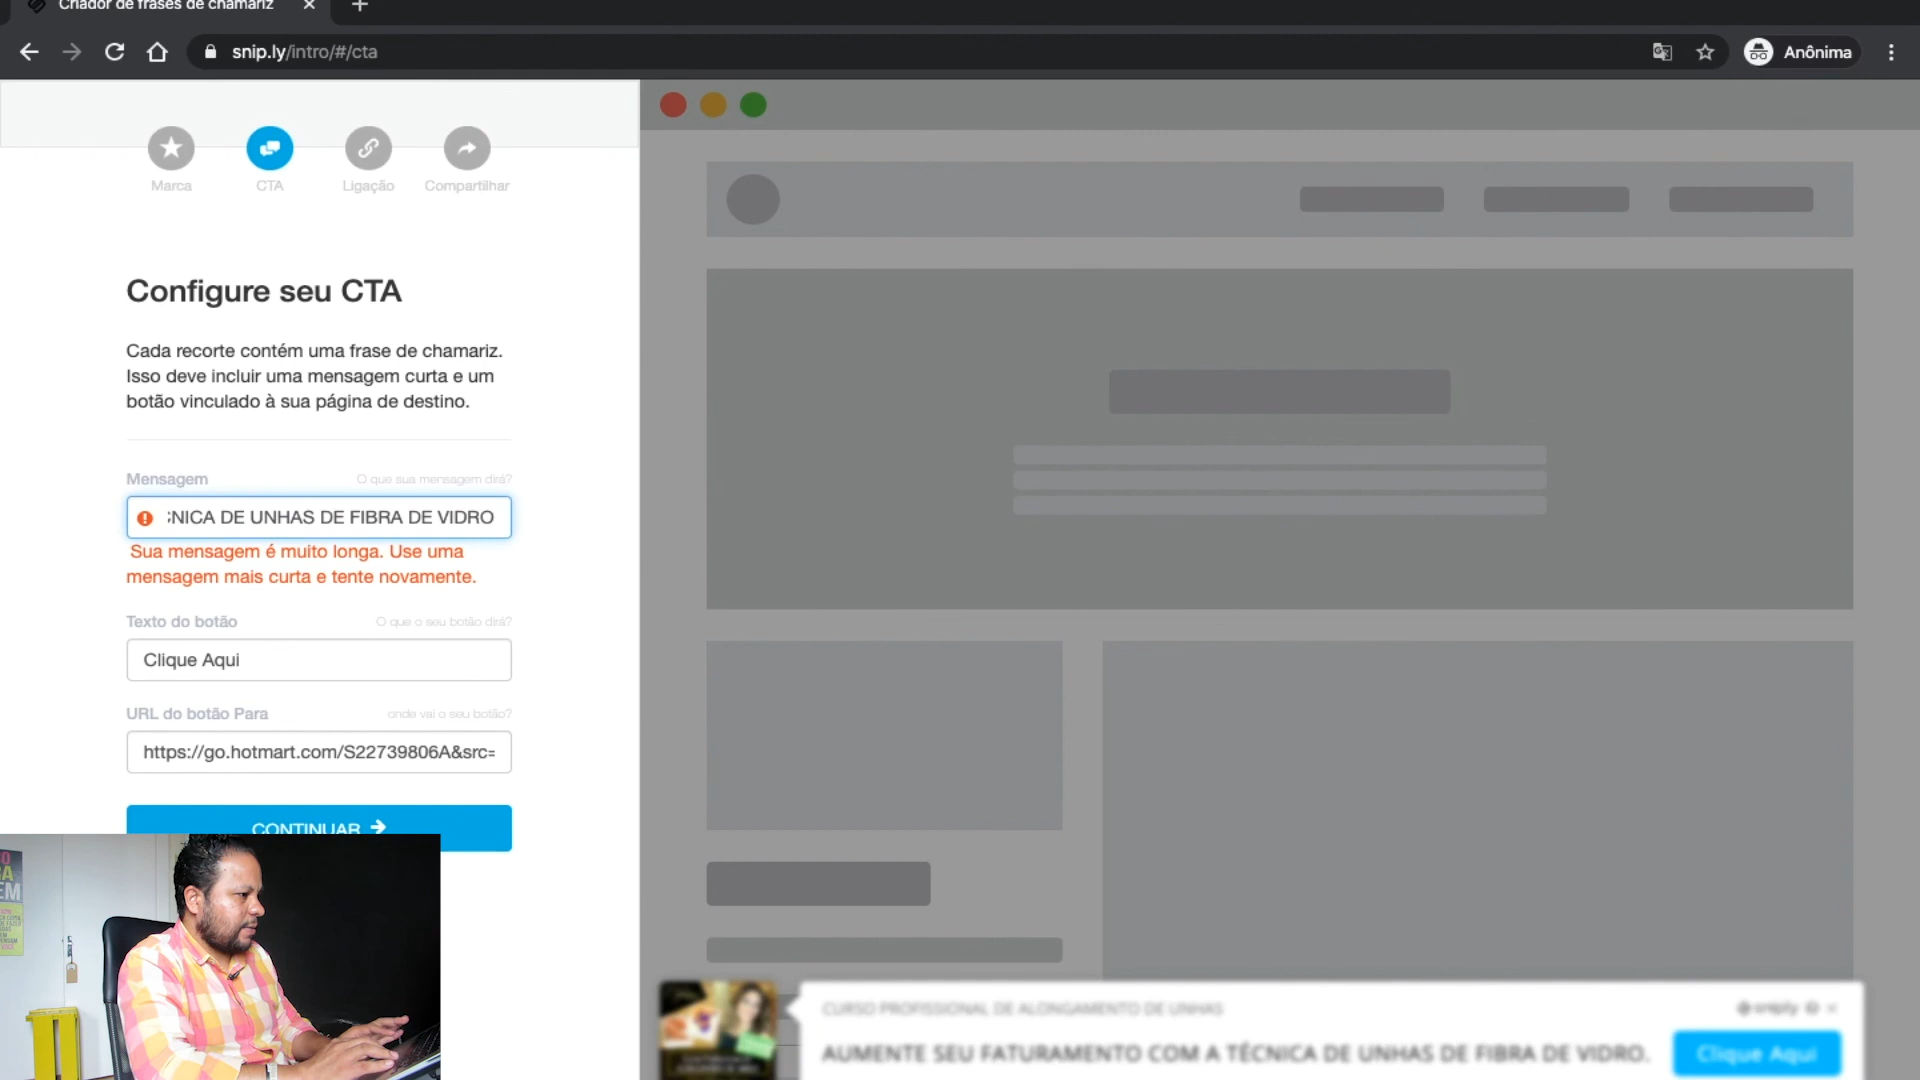 Criador de frases de chamariz
snip.ly/intro/#/cta
Anônima
Marca
CTA
Ligação
Compartilhar
Configure seu CTA
Cada recorte contém uma frase de chamariz.
Isso deve incluir uma mensagem curta e um
botão vinculado à sua página de destino.
Mensagem O que sua mensagem dirá?
NICA DE UNHAS DE FIBRA DE VIDRO
Sua mensagem é muito longa. Use uma
mensagem mais curta e tente novamente.
Texto do botão O que o seu botão dirá?
Clique Aqui
URL do botão Para onde vai o seu botão?
https://go.hotmart.com/S22739806A&src=
CONTINUAR
CURSO PROFISSIONAL DE ALONGAMENTO DE UNHAS
sniply
AUMENTE SEU FATURAMENTO COM A TÉCNICA DE UNHAS DE FIBRA DE VIDRO.
Clique Aqui